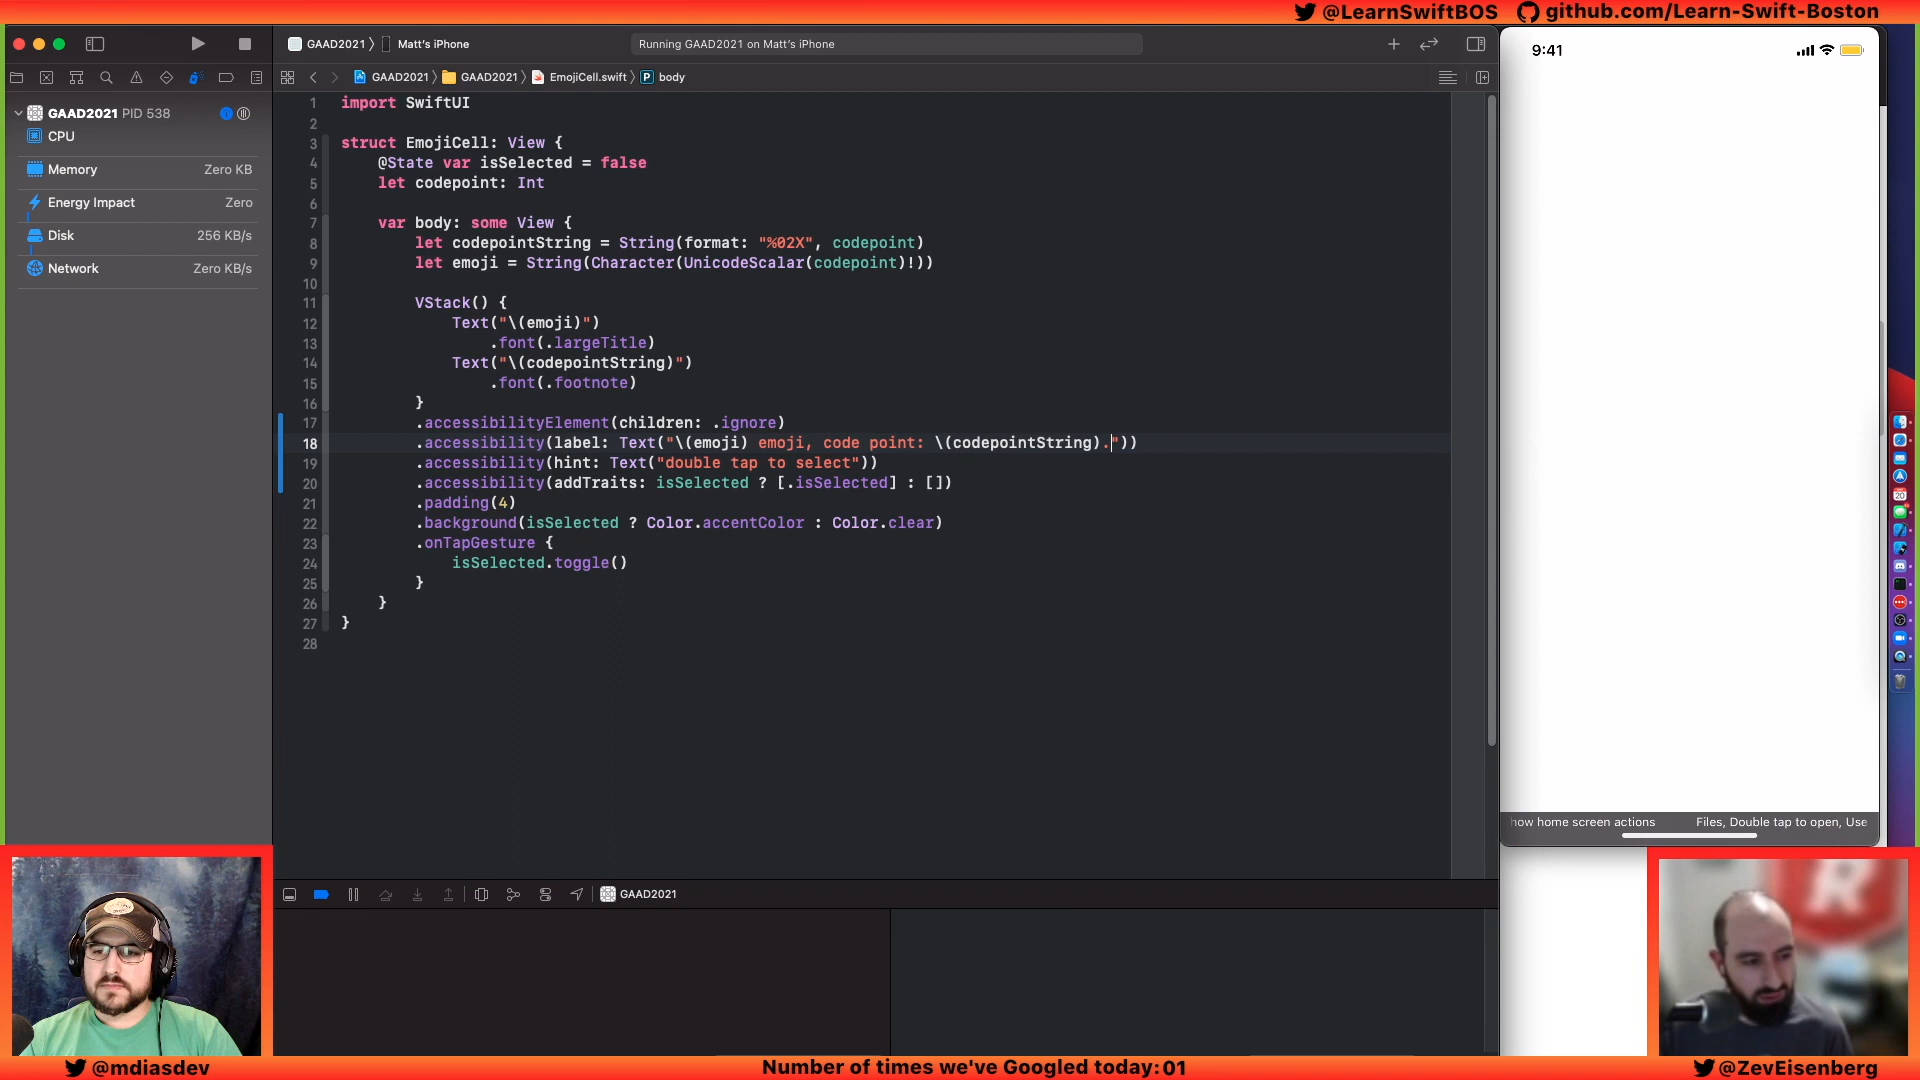 @LearnSwiftBOS github.com/Learn-Swift-Boston
GAAD2021 Matt's iPhone
Running GAAD2021 on Matt's iPhone
9:41
GAAD2021 GAAD2021 EmojiCell.swift P body
GAAD2021 PID 538
CPU
Memory Zero KB
Energy Impact Zero
Disk 256 KB/s
Network Zero KB/s
1 import SwiftUI
2
3 struct EmojiCell: View {
4 @State var isSelected = false
5 let codepoint: Int
6
7 var body: some View {
8 let codepointString = String(format: "%02X", codepoint)
9 let emoji = String(Character(UnicodeScalar(codepoint)!))
10
11 VStack() {
12 Text("\(emoji)")
13 .font(.largeTitle)
14 Text("\(codepointString)")
15 .font(.footnote)
16 }
17 .accessibilityElement(children: .ignore)
18 .accessibility(label: Text("\(emoji) emoji, code point: \(codepointString)."))
19 .accessibility(hint: Text("double tap to select"))
20 .accessibility(addTraits: isSelected ? [.isSelected] : [])
21 .padding(4)
22 .background(isSelected ? Color.accentColor : Color.clear)
23 .onTapGesture {
24 isSelected.toggle()
25 }
26 }
27 }
28
how home screen actions Files, Double tap to open, Use
GAAD2021
@mdiasdev
Number of times we've Googled today: 01
@ZevEisenberg